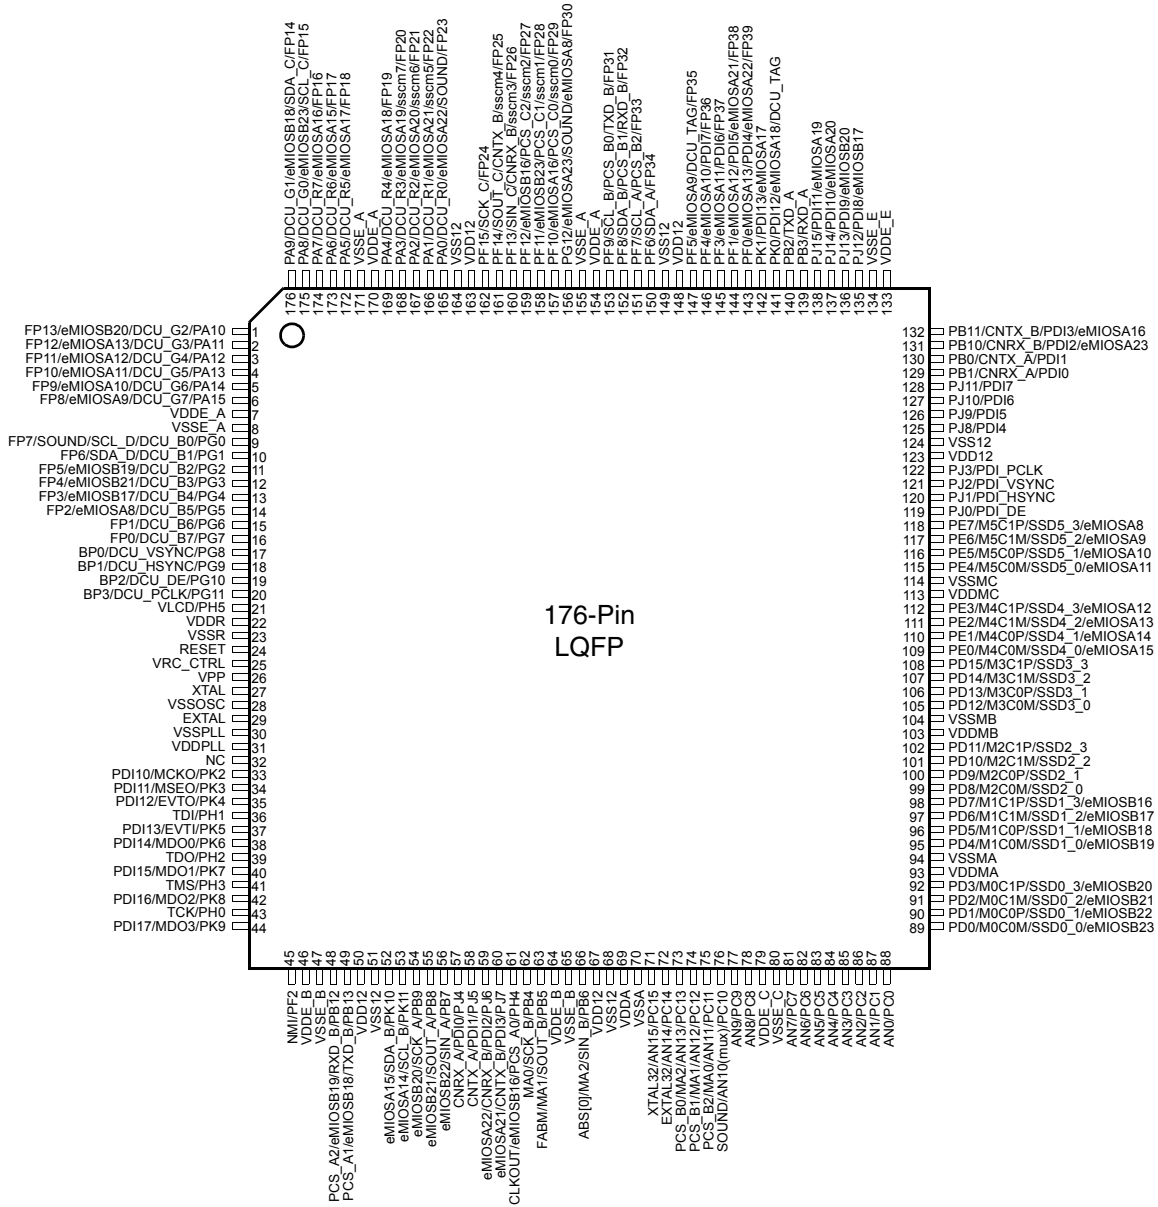 PA9/DCU_G1/eMIOSB18/SDA_C/FP14
PA8/DCU_G0/eMIOSB23/SCL_C/FP15
PA7/DCU_R7/eMIOSA16/FP16
PA6/DCU_R6/eMIOSA15/FP17
PA5/DCU_R5/eMIOSA17/FP18
VSSE_A
VDDE_A
PA4/DCU_R4/eMIOSA18/FP19
PA3/DCU_R3/eMIOSA19/sscm7/FP20
PA2/DCU_R2/eMIOSA20/sscm6/FP21
PA1/DCU_R1/eMIOSA21/sscm5/FP22
PA0/DCU_R0/eMIOSA22/SOUND/FP23
VSS12
VDD12
PF15/SCK_C/FP24
PF14/SOUT_C/CNTX_B/sscm4/FP25
PF13/SIN_C/CNRX_B/sscm3/FP26
PF12/eMIOSB16/PCS_C2/sscm2/FP27
PF11/eMIOSB23/PCS_C1/sscm1/FP28
PF10/eMIOSA16/PCS_C0/sscm0/FP29
PG12/eMIOSA23/SOUND/eMIOSA8/FP30
VSSE_A
VDDE_A
PF9/SCL_B/PCS_B0/TXD_B/FP31
PF8/SDA_B/PCS_B1/RXD_B/FP32
PF7/SCL_A/PCS_B2/FP33
PF6/SDA_A/FP34
VSS12
VDD12
PF5/eMIOSA9/DCU_TAG/FP35
PF4/eMIOSA10/PDI7/FP36
PF3/eMIOSA11/PDI6/FP37
PF1/eMIOSA12/PDI5/eMIOSA21/FP38
PF0/eMIOSA13/PDI4/eMIOSA22/FP39
PK1/PDI13/eMIOSA17
PK0/PDI12/eMIOSA18/DCU_TAG
PB2/TXD_A
PB3/RXD_A
PJ15/PDI11/eMIOSA19
PJ14/PDI10/eMIOSA20
PJ13/PDI9/eMIOSB20
PJ12/PDI8/eMIOSB17
VSSE_E
VDDE_E
176
175
174
173
172
171
170
169
168
167
166
165
164
163
162
161
160
159
158
157
156
155
154
153
152
151
150
149
148
147
146
145
144
143
142
141
140
139
138
137
136
135
134
133
FP13/eMIOSB20/DCU_G2/PA10 1
FP12/eMIOSA13/DCU_G3/PA11 2
FP11/eMIOSA12/DCU_G4/PA12 3
FP10/eMIOSA11/DCU_G5/PA13 4
FP9/eMIOSA10/DCU_G6/PA14 5
FP8/eMIOSA9/DCU_G7/PA15 6
VDDE_A 7
VSSE_A 8
FP7/SOUND/SCL_D/DCU_B0/PG0 9
FP6/SDA_D/DCU_B1/PG1 10
FP5/eMIOSB19/DCU_B2/PG2 11
FP4/eMIOSB21/DCU_B3/PG3 12
FP3/eMIOSB17/DCU_B4/PG4 13
FP2/eMIOSA8/DCU_B5/PG5 14
FP1/DCU_B6/PG6 15
FP0/DCU_B7/PG7 16
BP0/DCU_VSYNC/PG8 17
BP1/DCU_HSYNC/PG9 18
BP2/DCU_DE/PG10 19
BP3/DCU_PCLK/PG11 20
VLCD/PH5 21
VDDR 22
VSSR 23
RESET 24
VRC_CTRL 25
VPP 26
XTAL 27
VSSOSC 28
EXTAL 29
VSSPLL 30
VDDPLL 31
NC 32
PDI10/MCKO/PK2 33
PDI11/MSEO/PK3 34
PDI12/EVTO/PK4 35
TDI/PH1 36
PDI13/EVTI/PK5 37
PDI14/MDO0/PK6 38
TDO/PH2 39
PDI15/MDO1/PK7 40
TMS/PH3 41
PDI16/MDO2/PK8 42
TCK/PH0 43
PDI17/MDO3/PK9 44
176-Pin
LQFP
132 PB11/CNTX_B/PDI3/eMIOSA16
131 PB10/CNRX_B/PDI2/eMIOSA23
130 PB0/CNTX_A/PDI1
129 PB1/CNRX_A/PDI0
128 PJ11/PDI7
127 PJ10/PDI6
126 PJ9/PDI5
125 PJ8/PDI4
124 VSS12
123 VDD12
122 PJ3/PDI_PCLK
121 PJ2/PDI_VSYNC
120 PJ1/PDI_HSYNC
119 PJ0/PDI_DE
118 PE7/M5C1P/SSD5_3/eMIOSA8
117 PE6/M5C1M/SSD5_2/eMIOSA9
116 PE5/M5C0P/SSD5_1/eMIOSA10
115 PE4/M5C0M/SSD5_0/eMIOSA11
114 VSSMC
113 VDDMC
112 PE3/M4C1P/SSD4_3/eMIOSA12
111 PE2/M4C1M/SSD4_2/eMIOSA13
110 PE1/M4C0P/SSD4_1/eMIOSA14
109 PE0/M4C0M/SSD4_0/eMIOSA15
108 PD15/M3C1P/SSD3_3
107 PD14/M3C1M/SSD3_2
106 PD13/M3C0P/SSD3_1
105 PD12/M3C0M/SSD3_0
104 VSSMB
103 VDDMB
102 PD11/M2C1P/SSD2_3
101 PD10/M2C1M/SSD2_2
100 PD9/M2C0P/SSD2_1
99 PD8/M2C0M/SSD2_0
98 PD7/M1C1P/SSD1_3/eMIOSB16
97 PD6/M1C1M/SSD1_2/eMIOSB17
96 PD5/M1C0P/SSD1_1/eMIOSB18
95 PD4/M1C0M/SSD1_0/eMIOSB19
94 VSSMA
93 VDDMA
92 PD3/M0C1P/SSD0_3/eMIOSB20
91 PD2/M0C1M/SSD0_2/eMIOSB21
90 PD1/M0C0P/SSD0_1/eMIOSB22
89 PD0/M0C0M/SSD0_0/eMIOSB23
45
46
47
48
49
50
51
52
53
54
55
56
57
58
59
60
61
62
63
64
65
66
67
68
69
70
71
72
73
74
75
76
77
78
79
80
81
82
83
84
85
86
87
88
NMI/PF2
VDDE_B
VSSE_B
PCS_A2/eMIOSB19/RXD_B/PB12
PCS_A1/eMIOSB18/TXD_B/PB13
VDD12
VSS12
eMIOSA15/SDA_B/PK10
eMIOSA14/SCL_B/PK11
eMIOSB20/SCK_A/PB9
eMIOSB21/SOUT_A/PB8
eMIOSB22/SIN_A/PB7
CNRX_A/PDI0/PJ4
CNTX_A/PDI1/PJ5
eMIOSA22/CNRX_B/PDI2/PJ6
eMIOSA21/CNTX_B/PDI3/PJ7
CLKOUT/eMIOSB16/PCS_A0/PH4
MA0/SCK_B/PB4
FABM/MA1/SOUT_B/PB5
VDDE_B
VSSE_B
ABS[0]/MA2/SIN_B/PB6
VDD12
VSS12
VDDA
VSSA
XTAL32/AN15/PC15
EXTAL32/AN14/PC14
PCS_B0/MA2/AN13/PC13
PCS_B1/MA1/AN12/PC12
PCS_B2/MA0/AN11/PC11
SOUND/AN10(mux)/PC10
AN9/PC9
AN8/PC8
VDDE_C
VSSE_C
AN7/PC7
AN6/PC6
AN5/PC5
AN4/PC4
AN3/PC3
AN2/PC2
AN1/PC1
AN0/PC0